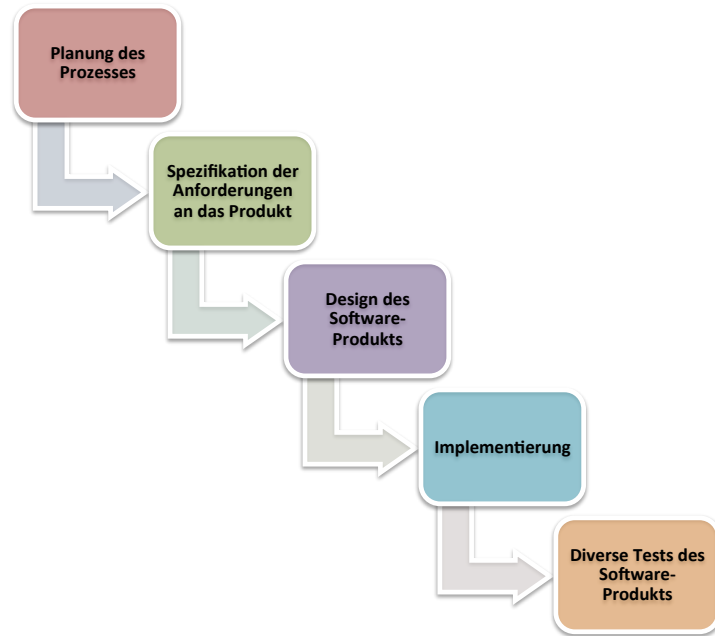 Planung des
Prozesses
Spezifikation der
Anforderungen
an das Produkt
Design des
Software-
Produkts
Implementierung
Diverse Tests des
Software-
Produkts